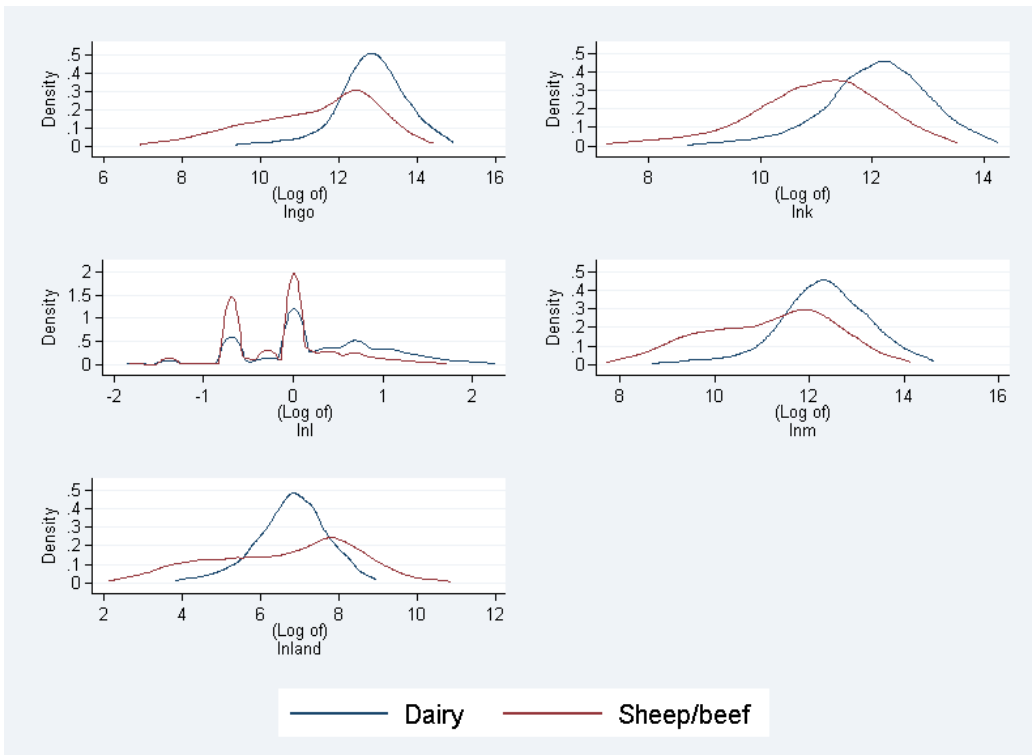 Density
.5
.4
.3
.2
.1
0
6 8 10 12 14 16
(Log of)
lngo
Density
.5
.4
.3
.2
.1
0
8 10 12 14
(Log of)
lnk
Density
2
1.5
1
.5
0
-2 -1 0 1 2
(Log of)
lnl
Density
.5
.4
.3
.2
.1
0
8 10 12 14 16
(Log of)
lnm
Density
.5
.4
.3
.2
.1
0
2 4 6 8 10 12
(Log of)
lnland
Dairy Sheep/beef